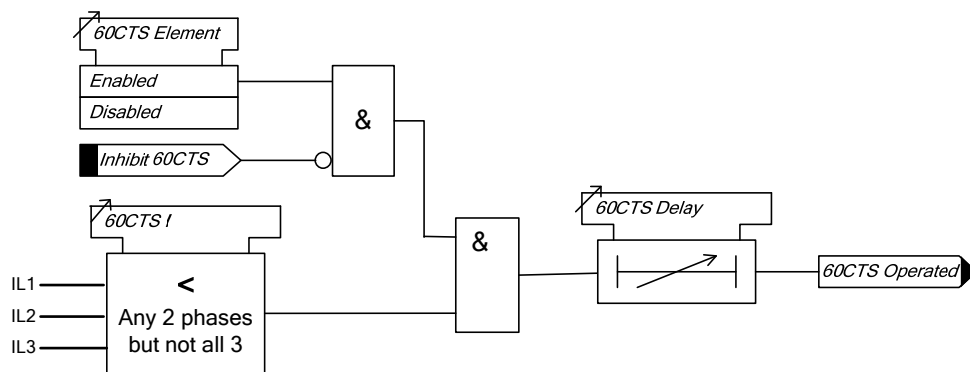 60CTS Element
Enabled
Disabled
&
Inhibit 60CTS
60CTS I
60CTS Delay
&
<
IL1
IL2
IL3
Any 2 phases
but not all 3
60CTS Operated